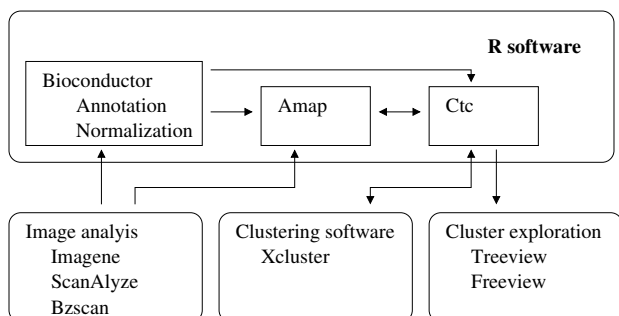 R software
Bioconductor
Annotation
Normalization
Amap
Ctc
Image analyis
Imagene
ScanAlyze
Bzscan
Clustering software
Xcluster
Cluster exploration
Treeview
Freeview